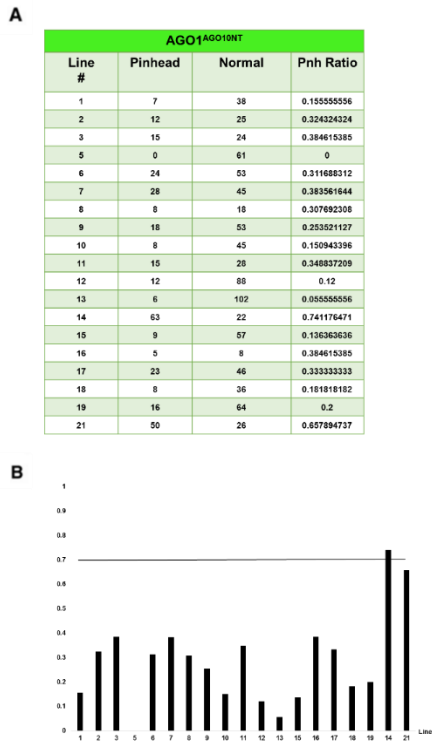 A
AGO1AGO10NT
Line # Pinhead Normal Pnh Ratio
1 7 38 0.155555556
2 12 25 0.324324324
3 15 24 0.384615385
5 0 61 0
6 24 53 0.311688312
7 28 45 0.383561644
8 8 18 0.307692308
9 18 53 0.253521127
10 8 45 0.150943396
11 15 28 0.348837209
12 12 88 0.12
13 6 102 0.055555556
14 63 22 0.741176471
15 9 57 0.136363636
16 5 8 0.384615385
17 23 46 0.333333333
18 8 36 0.181818182
19 16 64 0.2
21 50 26 0.657894737
B
1
0.9
0.8
0.7
0.6
0.5
0.4
0.3
0.2
0.1
0
1 2 3 5 6 7 8 9 10 11 12 13 15 16 17 18 19 14 21 Line